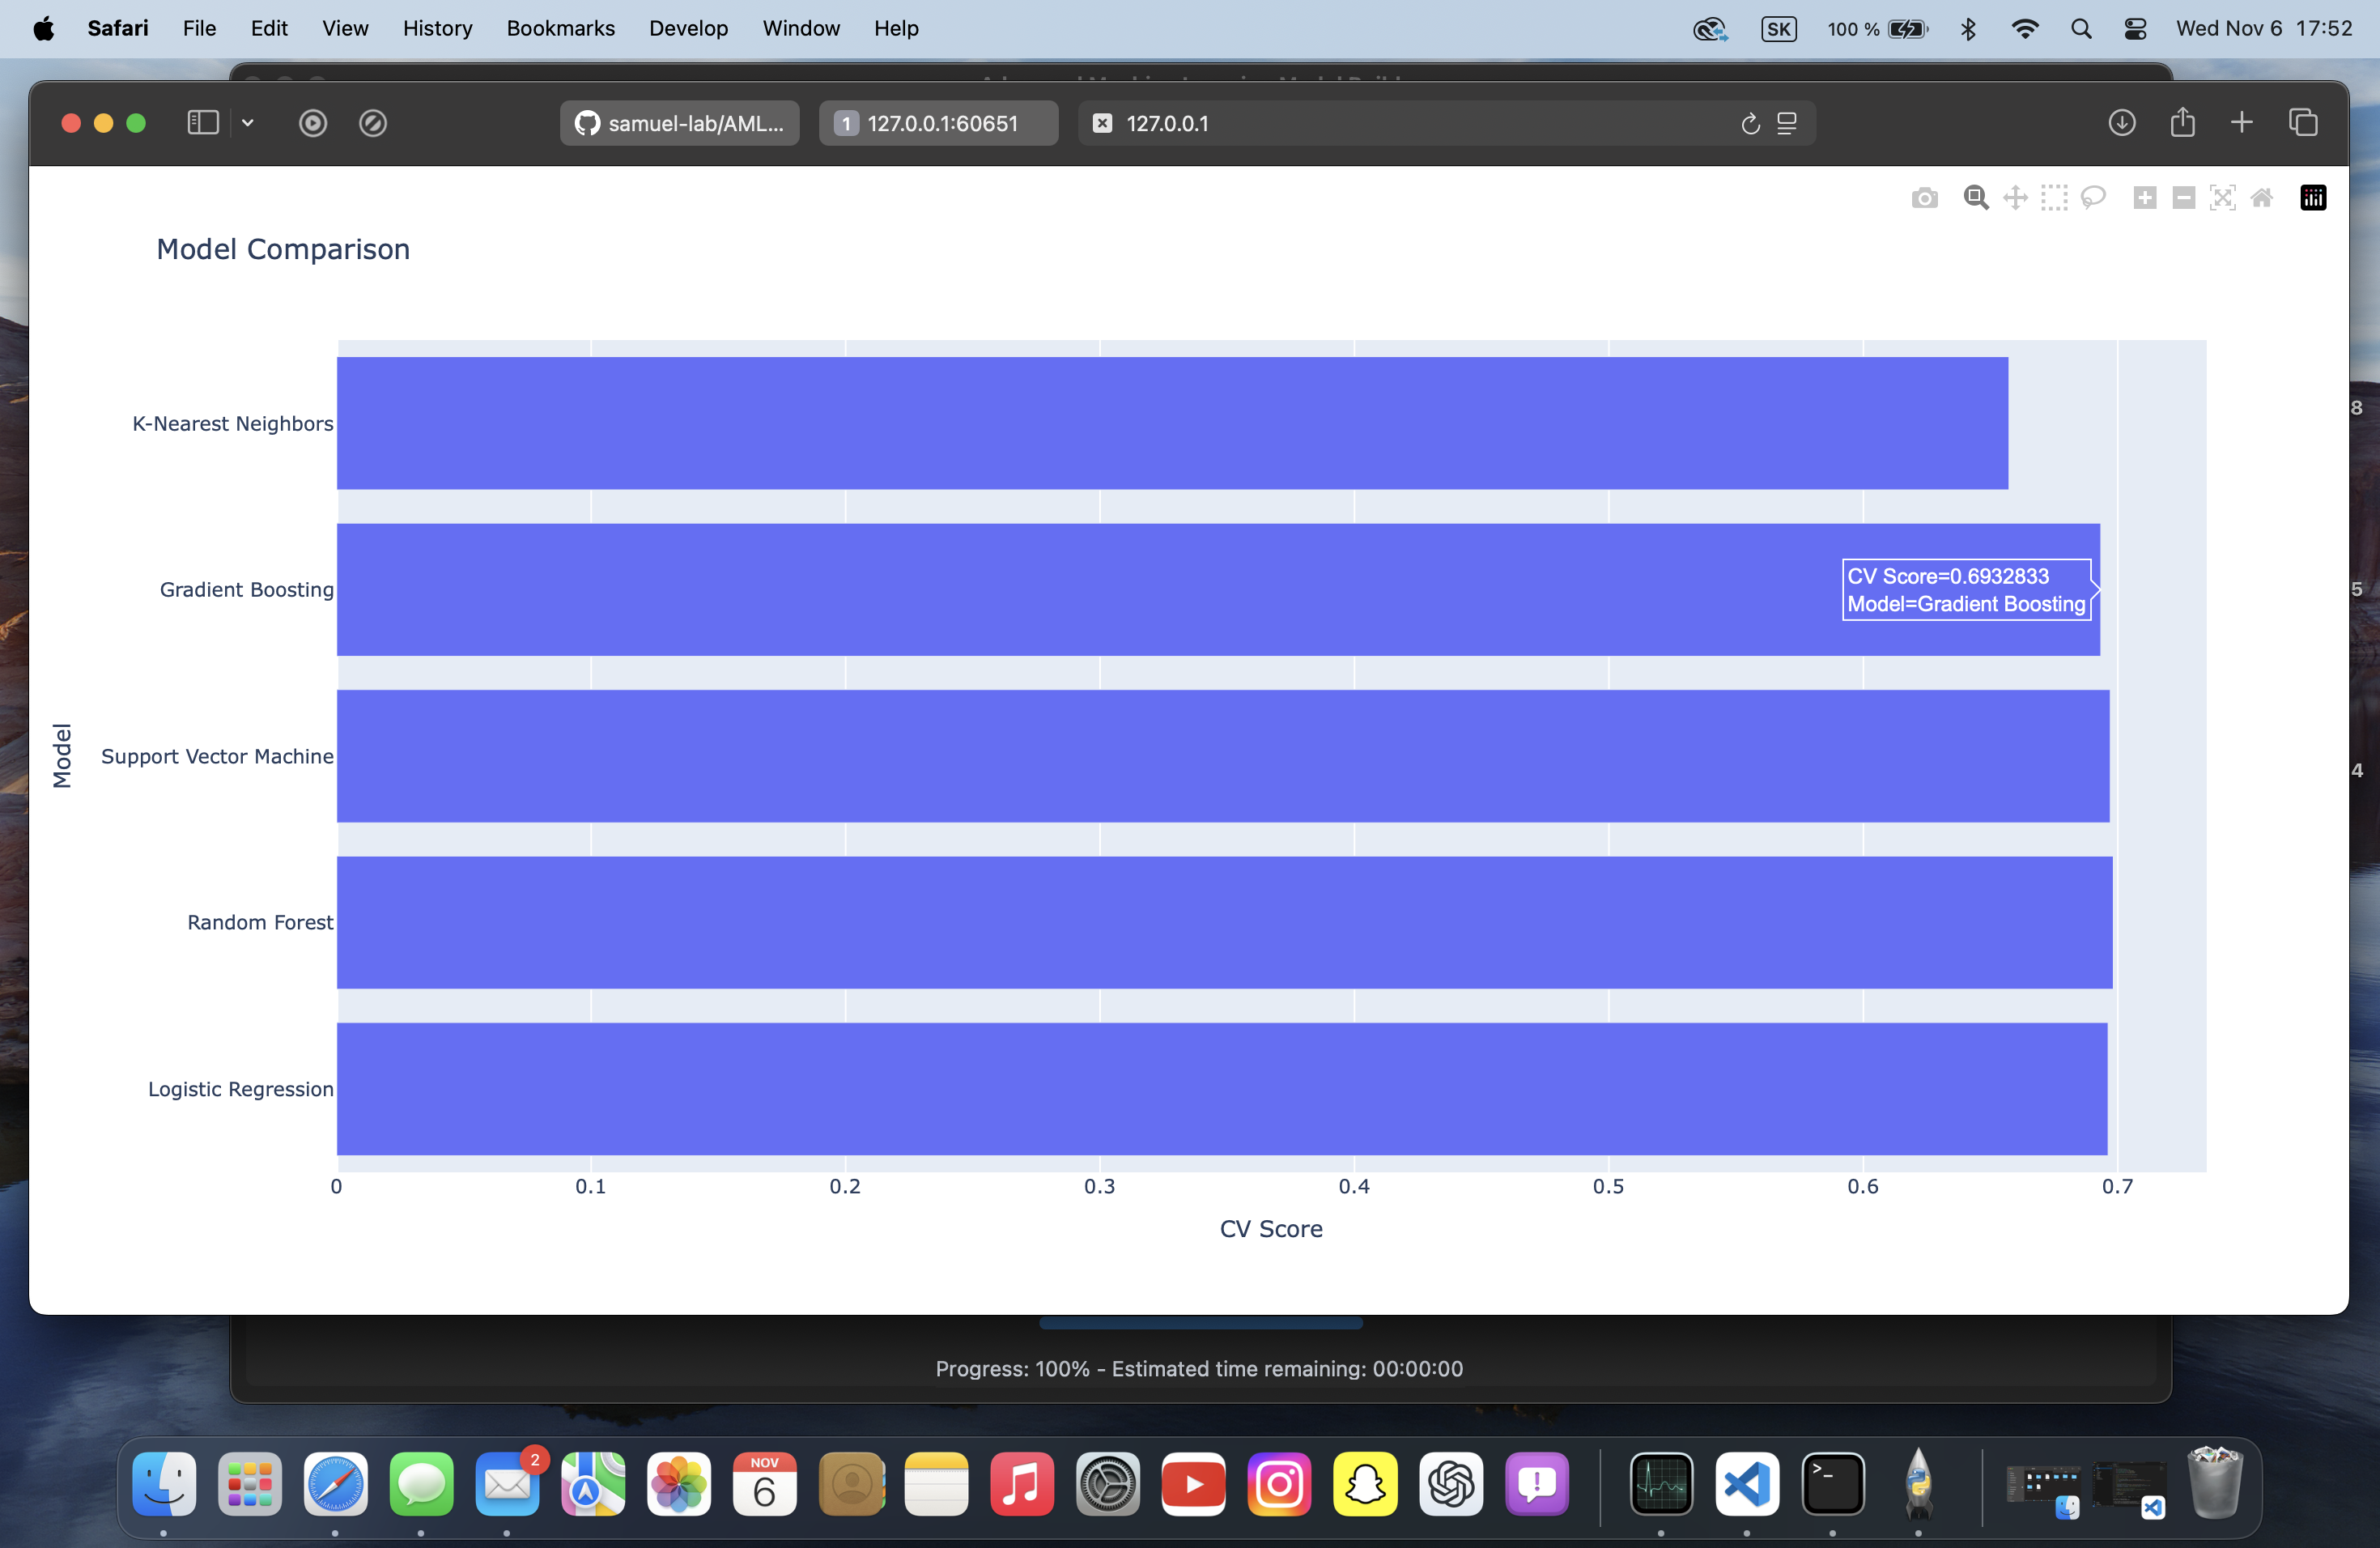 Safari File Edit View History Bookmarks Develop Window Help SK 100 % Wed Nov 6 17:52
samuel-lab/AML... 1 127.0.0.1:60651 127.0.0.1
Model Comparison
K-Nearest Neighbors
8
Gradient Boosting
CV Score=0.6932833
Model=Gradient Boosting
5
Model
Support Vector Machine
4
Random Forest
Logistic Regression
0 0.1 0.2 0.3 0.4 0.5 0.6 0.7
CV Score
Progress: 100% - Estimated time remaining: 00:00:00
2
NOV
6